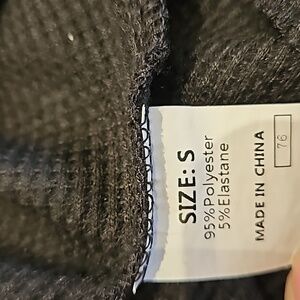 SIZE: S
95%Polyester
5%Elastane
MADE IN CHINA
76